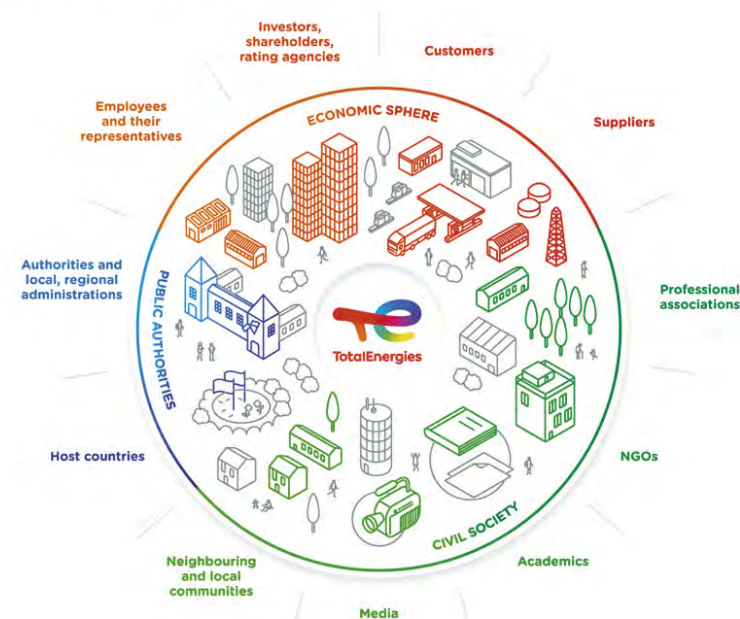 Investors,
shareholders,
rating agencies
Customers
Employees
and their
representatives
ECONOMIC SPHERE
Suppliers
Authorities and
local, regional
administrations
PUBLIC AUTHORITIES
TotalEnergies
Professional
associations
Host countries
NGOs
CIVIL SOCIETY
Neighbouring
and local
communities
Academics
Media